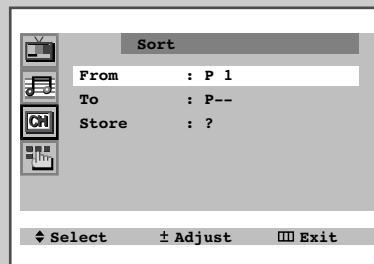 Sort
From : P 1
To : P--
CH
Store : ?
Select ± Adjust Exit